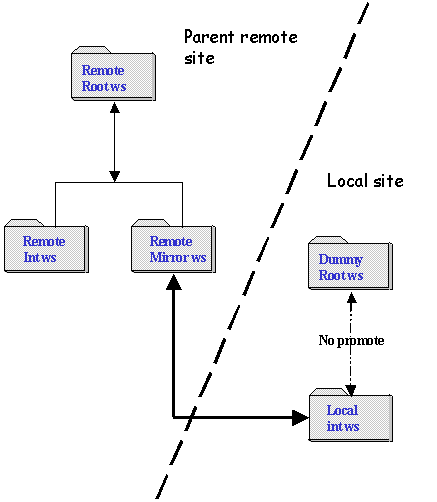 Parent remote
site
Remote
Root ws
Local site
Remote
Int ws
Remote
Mirror ws
Dummy
Root ws
No promote
Local
int ws